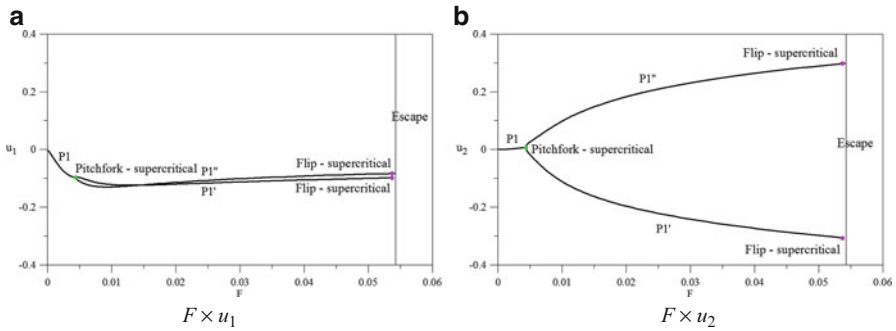 a
0.4
0.2
u1
0
-0.2
-0.4
P1
Pitchfork - supercritical
P1"
P1'
Flip - supercritical
Flip - supercritical
Escape
0
0.01
0.02
0.03
0.04
0.05
0.06
F
F × u1
b
0.4
0.2
u2
0
-0.2
-0.4
P1
Pitchfork - supercritical
P1"
P1'
Flip - supercritical
Flip - supercritical
Escape
0
0.01
0.02
0.03
0.04
0.05
0.06
F
F × u2